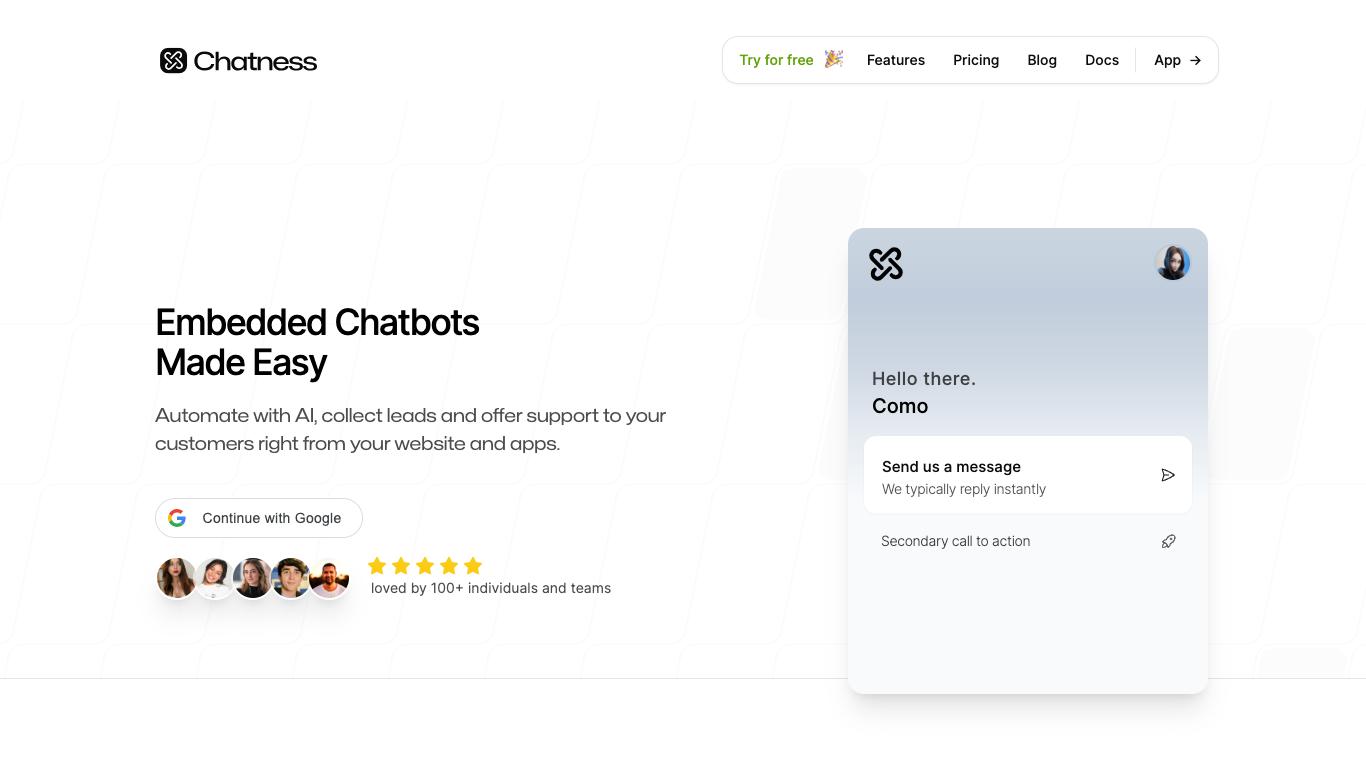 Chatness
Try for free 🎉 Features Pricing Blog Docs App →
Embedded Chatbots
Made Easy
Automate with AI, collect leads and offer support to your
customers right from your website and apps.
Continue with Google
loved by 100+ individuals and teams
Hello there.
Como
Send us a message
We typically reply instantly
Secondary call to action